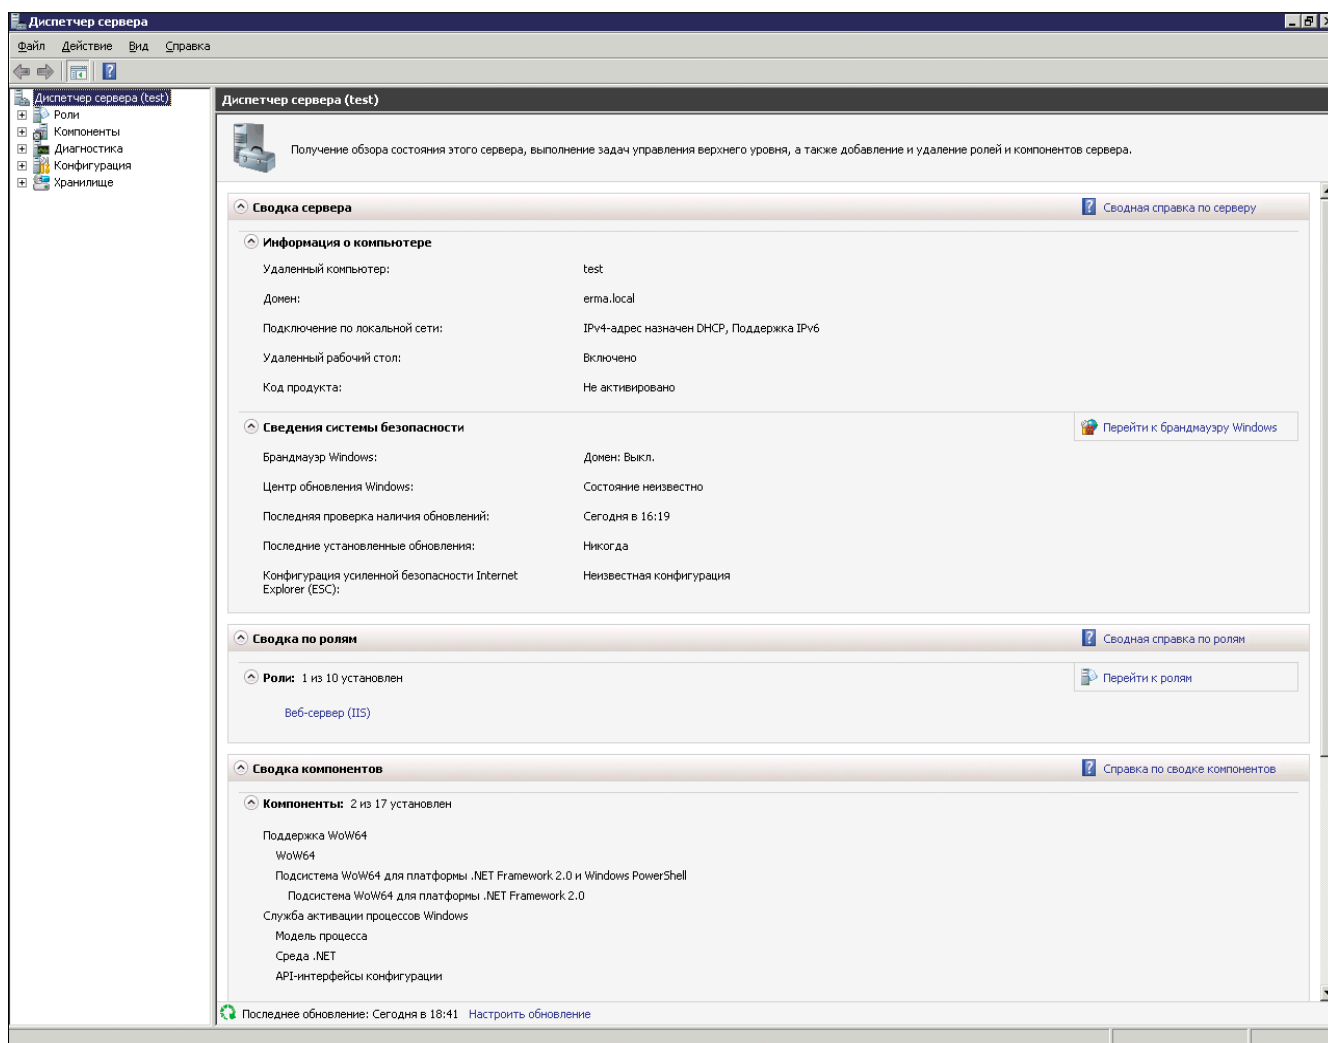 Диспетчер сервера
Файл Действие Вид Справка
Диспетчер сервера (test)
Роли
Компоненты
Диагностика
Конфигурация
Хранилище
Диспетчер сервера (test)
Получение обзора состояния этого сервера, выполнение задач управления верхнего уровня, а также добавление и удаление ролей и компонентов сервера.
Сводка сервера Сводная справка по серверу
Информация о компьютере
Удаленный компьютер: test
Домен: erma.local
Подключение по локальной сети: IPv4-адрес назначен DHCP, Поддержка IPv6
Удаленный рабочий стол: Включено
Код продукта: Не активировано
Сведения системы безопасности Перейти к брандмауэру Windows
Брандмауэр Windows: Домен: Выкл.
Центр обновления Windows: Состояние неизвестно
Последняя проверка наличия обновлений: Сегодня в 16:19
Последние установленные обновления: Никогда
Конфигурация усиленной безопасности Internet Неизвестная конфигурация
Explorer (ESC):
Сводка по ролям Сводная справка по ролям
Роли: 1 из 10 установлен Перейти к ролям
Веб-сервер (IIS)
Сводка компонентов Справка по сводке компонентов
Компоненты: 2 из 17 установлен
Поддержка WoW64
WoW64
Подсистема WoW64 для платформы .NET Framework 2.0 и Windows PowerShell
Подсистема WoW64 для платформы .NET Framework 2.0
Служба активации процессов Windows
Модель процесса
Среда .NET
API-интерфейсы конфигурации
Последнее обновление: Сегодня в 18:41 Настроить обновление